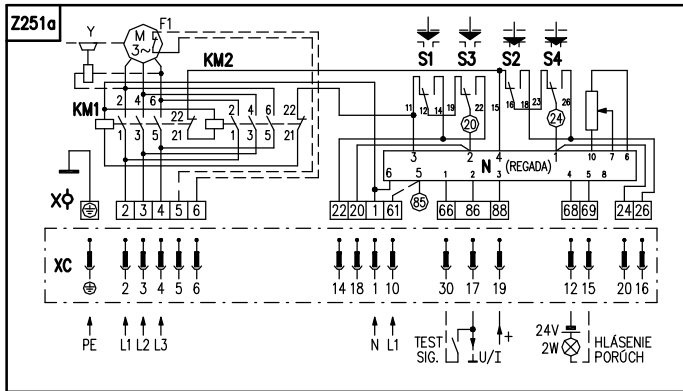 Z251a
Y
M
3~
F1
S1
S3
S2
S4
KM2
KM1
2 4 6
22
2 4 6
22
1 3 5
21
1 3 5
21
11 12 14 19 22 15 16 18 23 26
20
24
3 2 4 1 10 7 6
N (REGADA)
6 5 1 2 3 4 5 8
85
X
2 3 4 5 6
22 20 1 61
66 86 88
68 69
24 26
XC
2 3 4 5 6
14 18 1 10
30 17 19
12 15
20 16
PE L1 L2 L3
N L1
TEST
SIG.
U/I
+
24V
2W
HLÁSENIE
PORÚCH